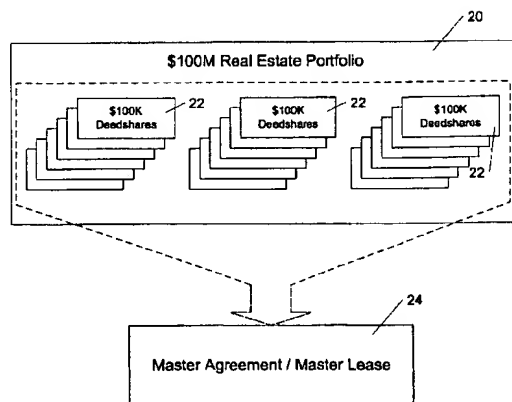 20
$100M Real Estate Portfolio
$100K
Deedshares
22
$100K
Deedshares
22
$100K
Deedshares
22
24
Master Agreement / Master Lease